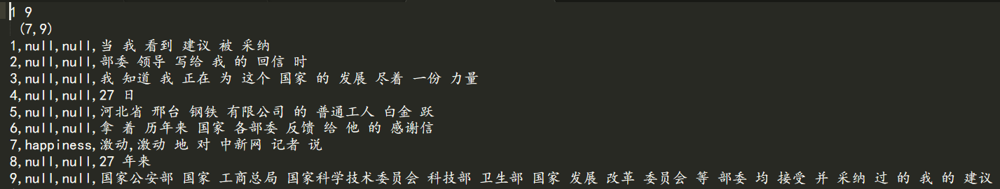 1 9
(7,9)
1,null,null,当 我 看到 建议 被 采纳
2,null,null,部委 领导 写给 我 的 回信 时
3,null,null,我 知道 我 正在 为 这个 国家 的 发展 尽着 一份 力量
4,null,null,27 日
5,null,null,河北省 邢台 钢铁 有限公司 的 普通工人 白金 跃
6,null,null,拿 着 历年来 国家 各部委 反馈 给 他 的 感谢信
7,happiness,激动,激动 地 对 中新网 记者 说
8,null,null,27 年来
9,null,null,国家公安部 国家 工商总局 国家科学技术委员会 科技部 卫生部 国家 发展 改革 委员会 等 部委 均 接受 并 采纳 过 的 我 的 建议